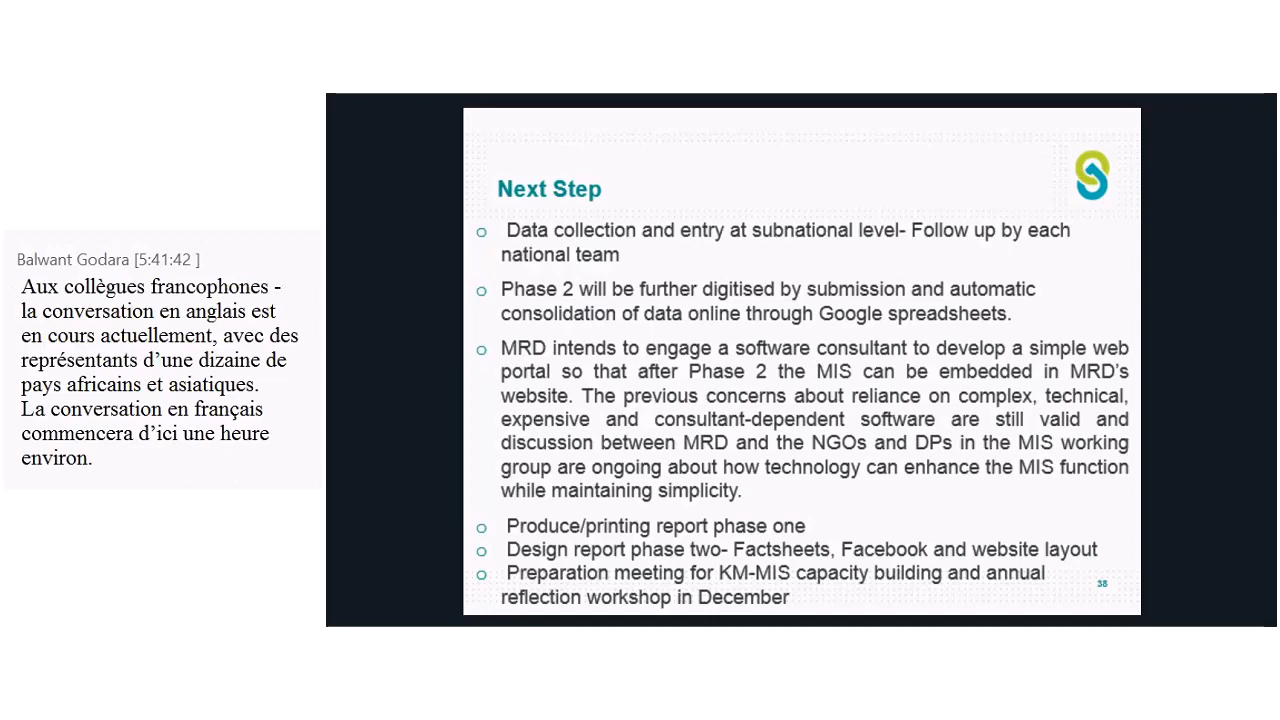 Balwant Godara [5:41:42 ]
Aux collègues francophones -
la conversation en anglais est
en cours actuellement, avec des
représentants d’une dizaine de
pays africains et asiatiques.
La conversation en français
commencera d’ici une heure
environ.
Next Step
o Data collection and entry at subnational level- Follow up by each
national team
o Phase 2 will be further digitised by submission and automatic
consolidation of data online through Google spreadsheets.
o MRD intends to engage a software consultant to develop a simple web
portal so that after Phase 2 the MIS can be embedded in MRD’s
website. The previous concerns about reliance on complex, technical,
expensive and consultant-dependent software are still valid and
discussion between MRD and the NGOs and DPs in the MIS working
group are ongoing about how technology can enhance the MIS function
while maintaining simplicity.
o Produce/printing report phase one
o Design report phase two- Factsheets, Facebook and website layout
o Preparation meeting for KM-MIS capacity building and annual
reflection workshop in December
38